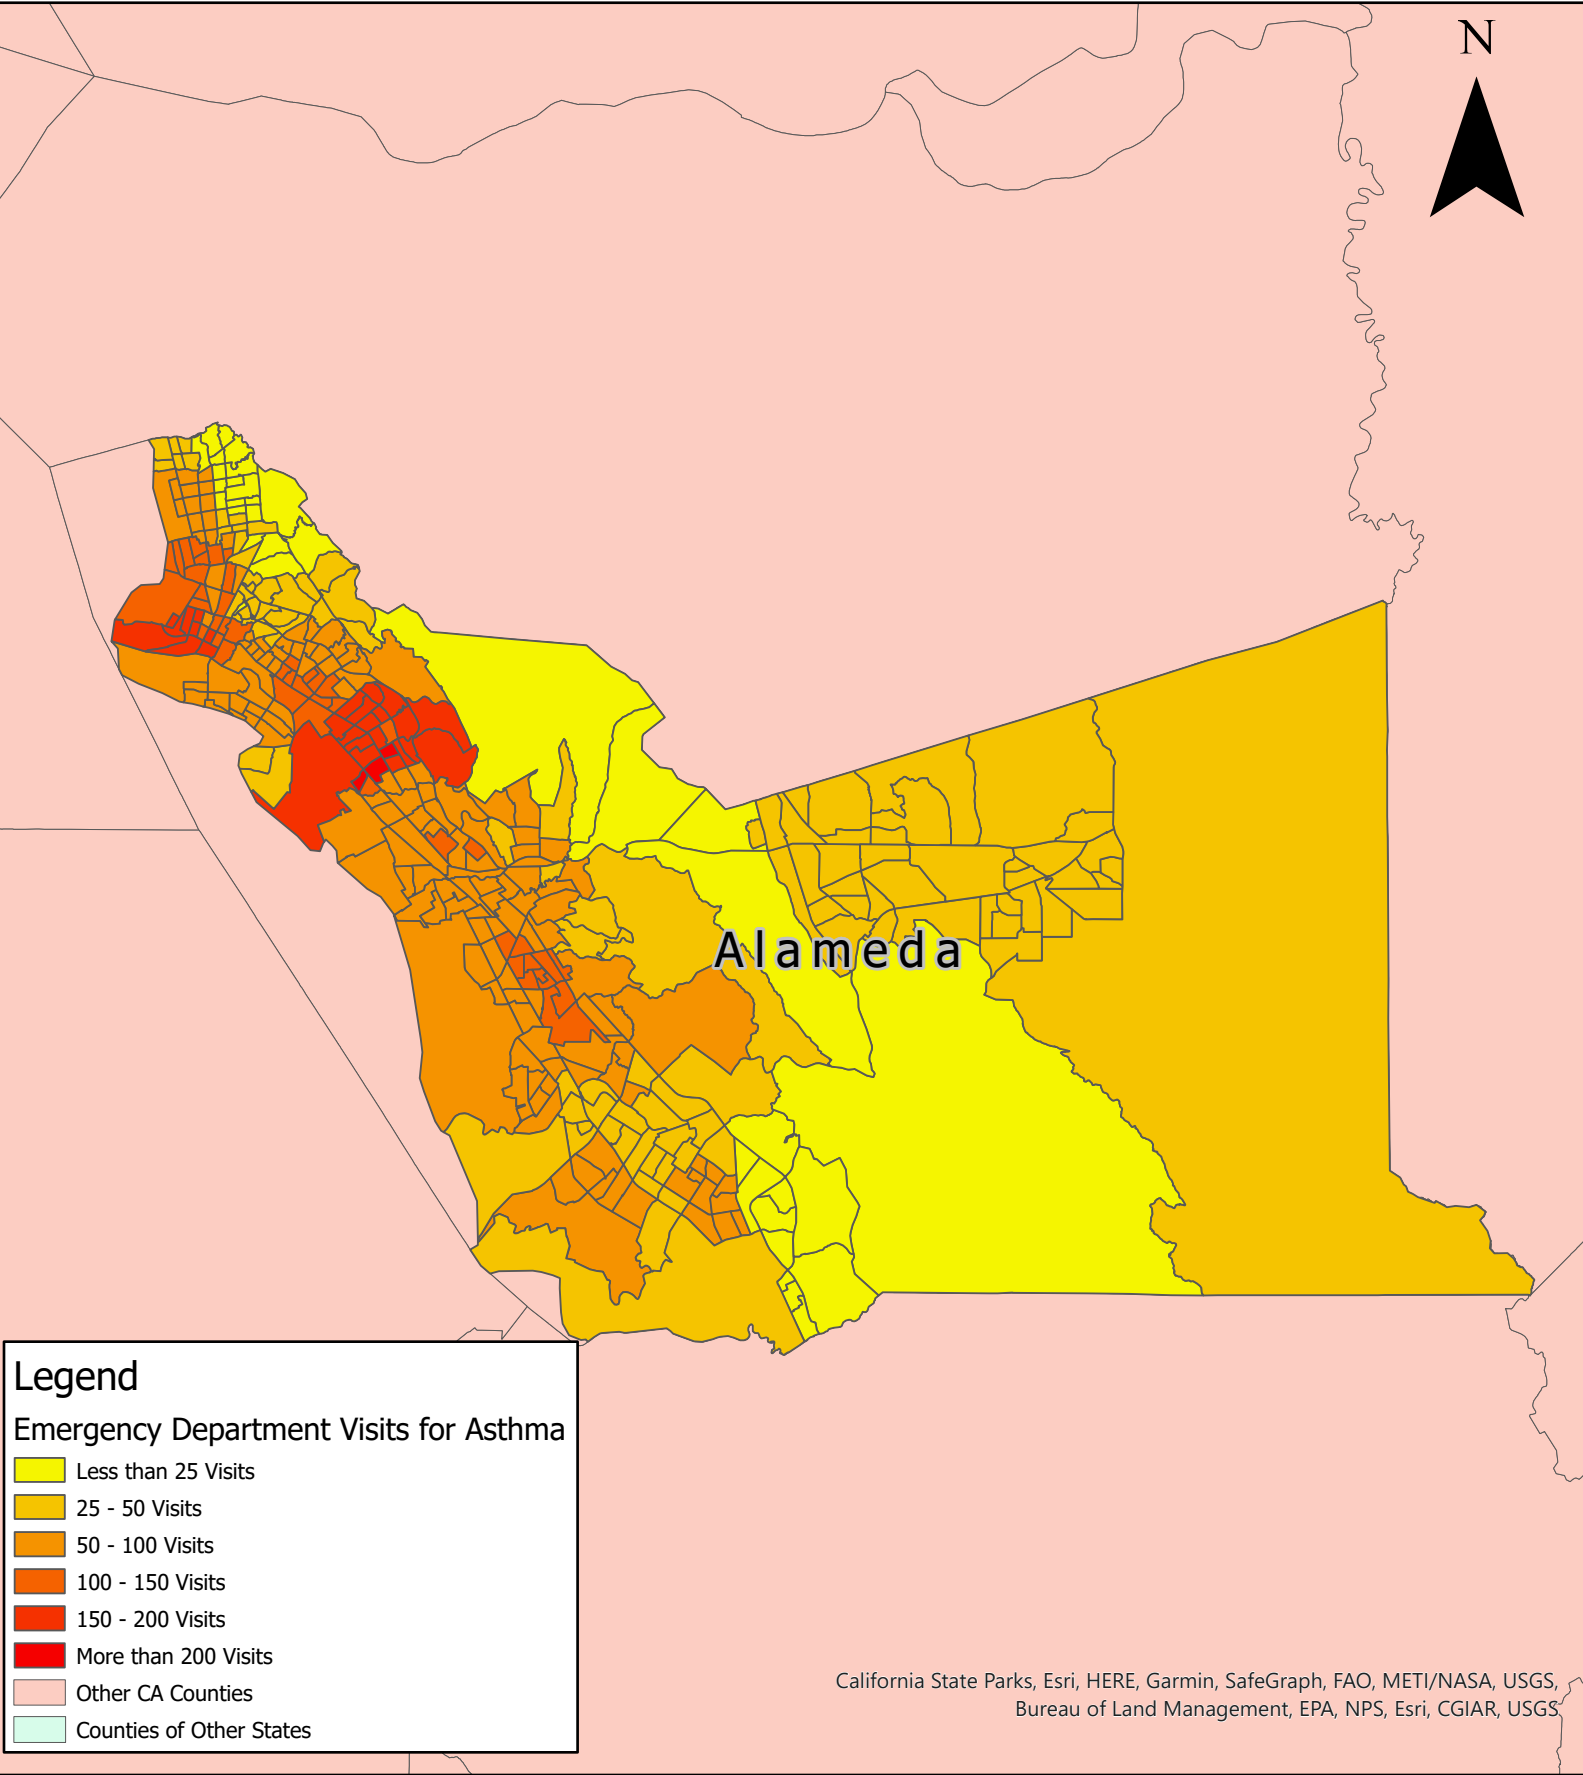 N
Alameda
Legend
Emergency Department Visits for Asthma
Less than 25 Visits
25 - 50 Visits
50 - 100 Visits
100 - 150 Visits
150 - 200 Visits
More than 200 Visits
Other CA Counties
Counties of Other States
California State Parks, Esri, HERE, Garmin, SafeGraph, FAO, METI/NASA, USGS,
Bureau of Land Management, EPA, NPS, Esri, CGIAR, USGS